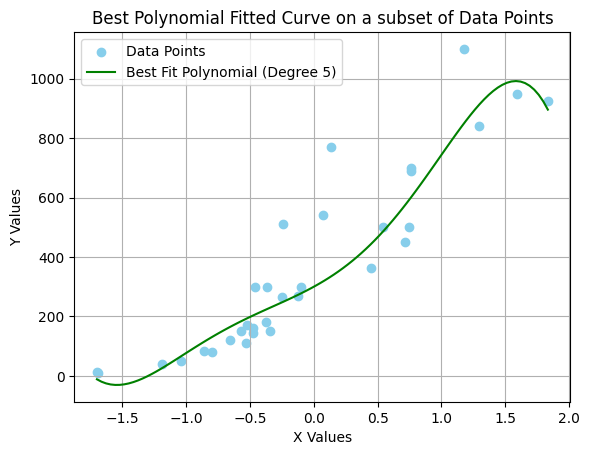 Best Polynomial Fitted Curve on a subset of Data Points
Data Points
Best Fit Polynomial (Degree 5)
1000
800
600
400
200
0
Y Values
−1.5 −1.0 −0.5 0.0 0.5 1.0 1.5 2.0
X Values